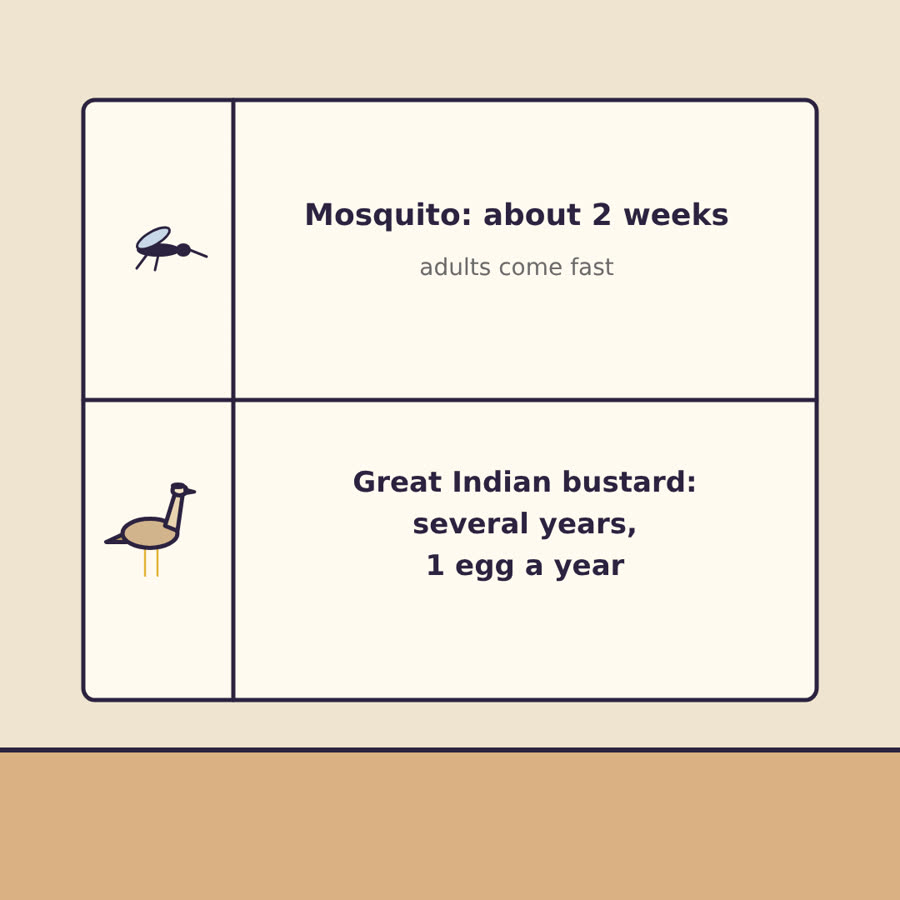 Mosquito: about 2 weeks
adults come fast
Great Indian bustard:
several years,
1 egg a year